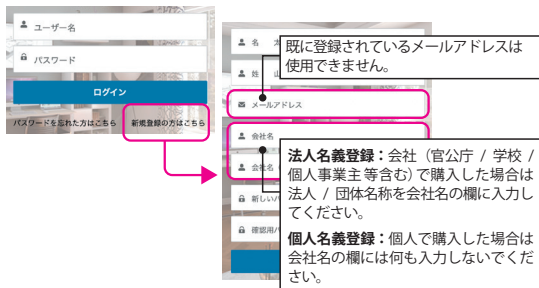 ユーザー名
パスワード
ログイン
パスワードを忘れた方はこちら
新規登録の方はこちら
名
姓
メールアドレス
会社名
会社名
新しいパ
確認用パ
既に登録されているメールアドレスは
使用できません。
法人名義登録：会社（官公庁 / 学校 /
個人事業主 等含む）で購入した場合は
法人 / 団体名称を会社名の欄に入力し
てください。
個人名義登録：個人で購入した場合は
会社名の欄には何も入力しないでくだ
さい。